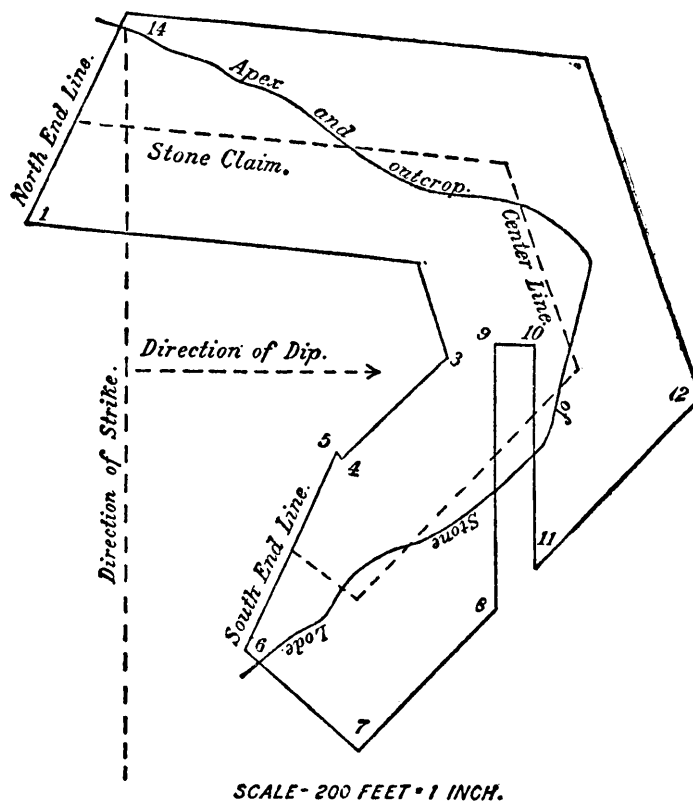 14
Apex
and
outcrop.
North End Line.
Stone Claim.
1
Center Line.
9
10
Direction of Dip.
3
12
of
5
4
Direction of Strike.
South End Line.
Stone
11
8
6
Lode.
7
SCALE - 200 FEET = 1 INCH.